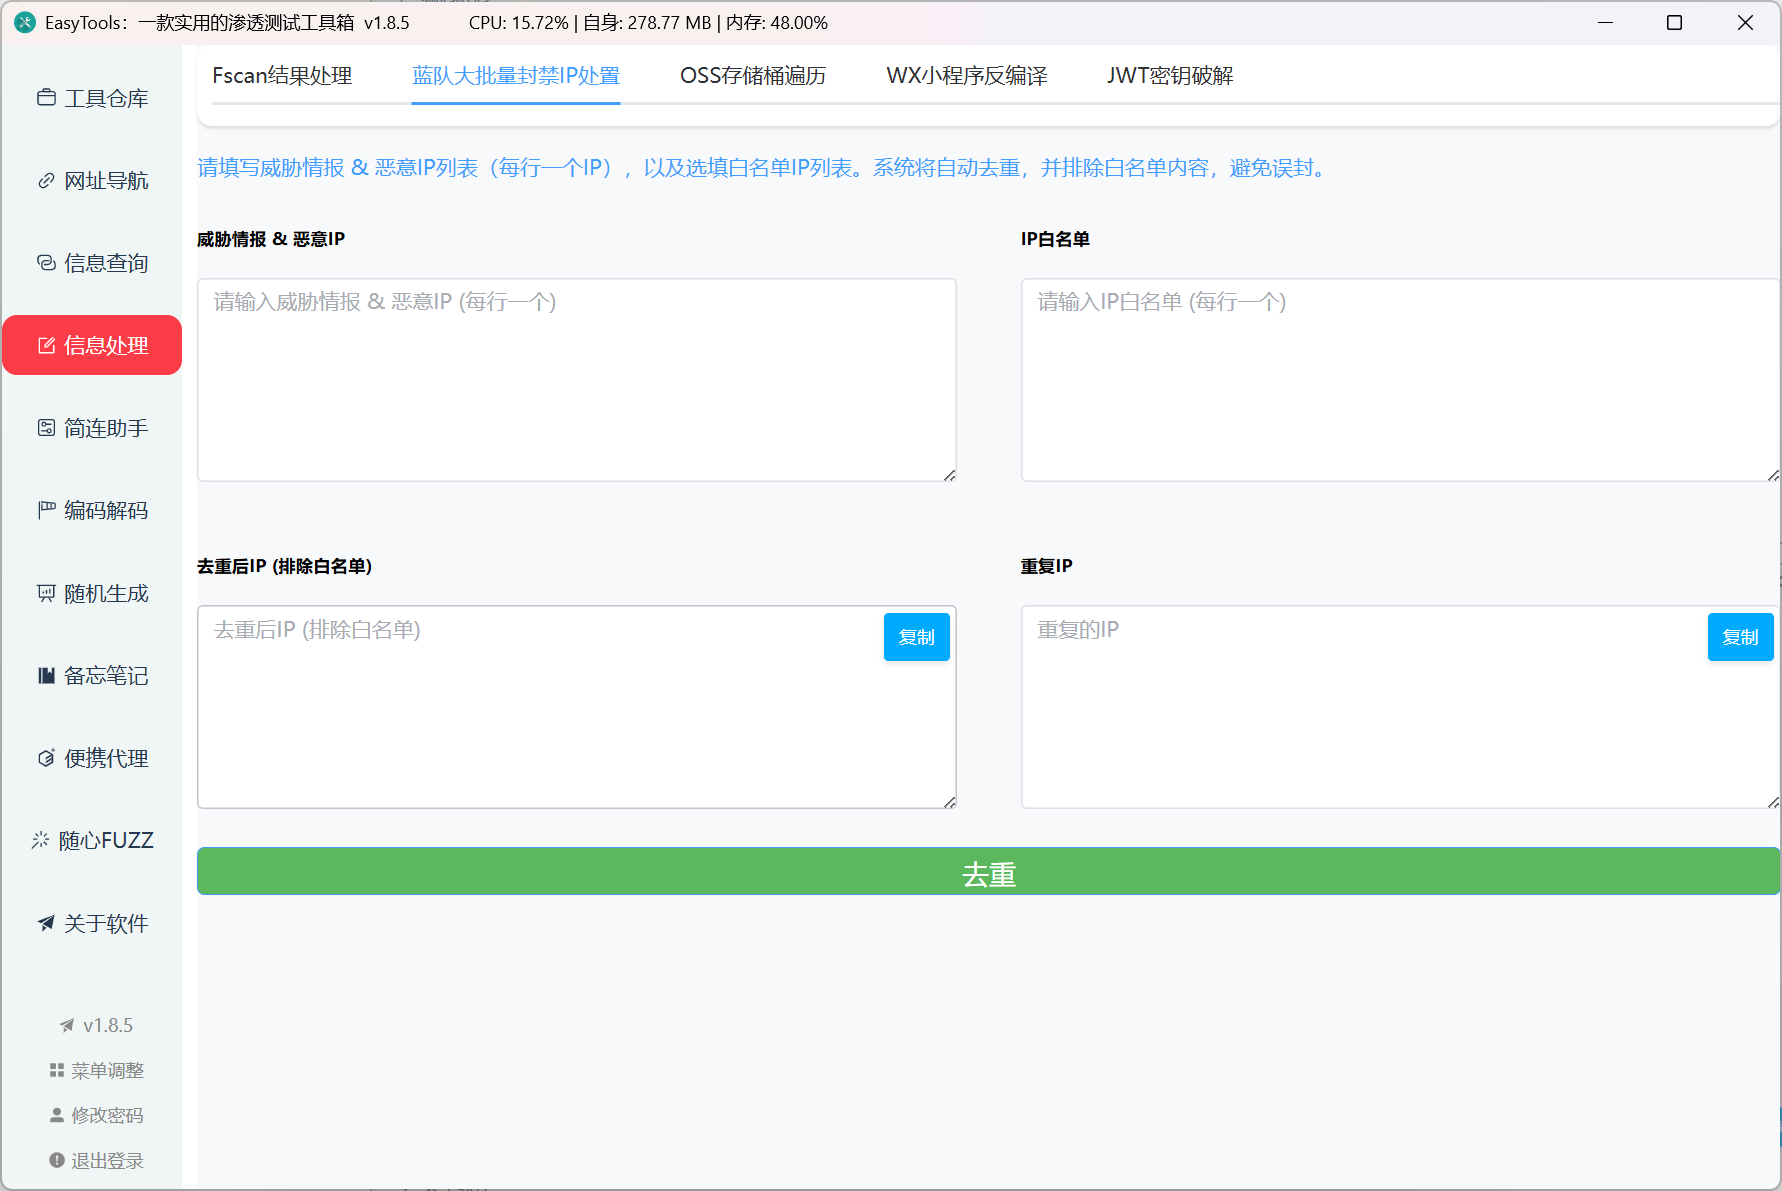 EasyTools：一款实用的渗透测试工具箱 v1.8.5
CPU: 15.72% | 自身: 278.77 MB | 内存: 48.00%
工具仓库
网址导航
信息查询
信息处理
简连助手
编码解码
随机生成
备忘笔记
便携代理
随心FUZZ
关于软件
v1.8.5
菜单调整
修改密码
退出登录
Fscan结果处理
蓝队大批量封禁IP处置
OSS存储桶遍历
WX小程序反编译
JWT密钥破解
请填写威胁情报 & 恶意IP列表（每行一个IP），以及选填白名单IP列表。系统将自动去重，并排除白名单内容，避免误封。
威胁情报 & 恶意IP
请输入威胁情报 & 恶意IP (每行一个)
IP白名单
请输入IP白名单 (每行一个)
去重后IP (排除白名单)
去重后IP (排除白名单)
复制
重复IP
重复的IP
复制
去重